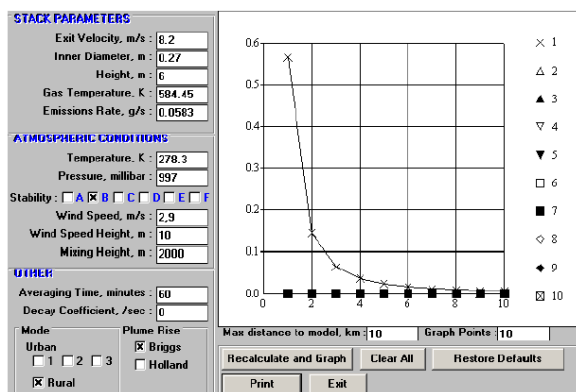 STACK PARAMETERS
Exit Velocity, m/s : 8.2
Inner Diameter, m : 0.27
Height, m : 6
Gas Temperature, K : 584.45
Emissions Rate, g/s : 0.0583
ATMOSPHERIC CONDITIONS
Temperature, K : 278.3
Pressure, millibar : 997
Stability : A B C D E F
Wind Speed, m/s : 2,9
Wind Speed Height, m : 10
Mixing Height, m : 2000
OTHER
Averaging Time, minutes : 60
Decay Coefficient, /sec : 0
Mode
Urban
1 2 3
Rural
Plume Rise
Briggs
Holland
0.6
0.5
0.4
0.3
0.2
0.1
0.0
0 2 4 6 8 10
1
2
3
4
5
6
7
8
9
10
Max distance to model, km : 10 Graph Points : 10
Recalculate and Graph Clear All Restore Defaults
Print Exit